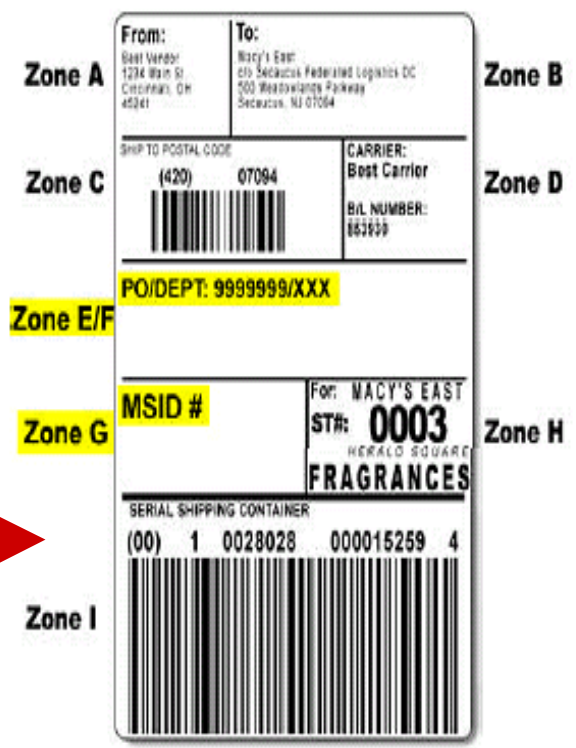 From:
Best Vendor
1234 Main St.
Cincinnati, OH
45241
To:
Macy's East
c/o Secaucus Federated Logistics DC
500 Meadowlands Parkway
Secaucus, NJ 07094
Zone A
Zone B
SHIP TO POSTAL CODE
(420) 07094
Zone C
CARRIER:
Best Carrier
B/L NUMBER:
853930
Zone D
PO/DEPT: 9999999/XXX
Zone E/F
MSID #
Zone G
For: MACY'S EAST
ST#: 0003
HERALD SQUARE
FRAGRANCES
Zone H
SERIAL SHIPPING CONTAINER
(00) 1 0028028 000015259 4
Zone I